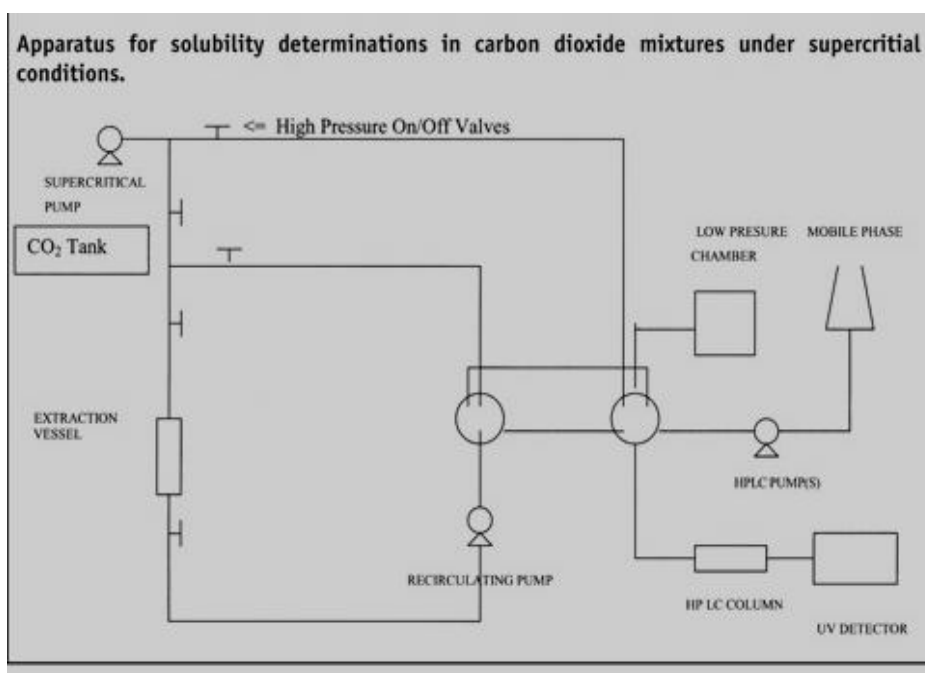 Apparatus for solubility determinations in carbon dioxide mixtures under supercritial
conditions.
<= High Pressure On/Off Valves
SUPERCRITICAL
PUMP
CO₂ Tank
LOW PRESURE
CHAMBER
MOBILE PHASE
EXTRACTION
VESSEL
HPLC PUMP(S)
RECIRCULATING PUMP
HP LC COLUMN
UV DETECTOR